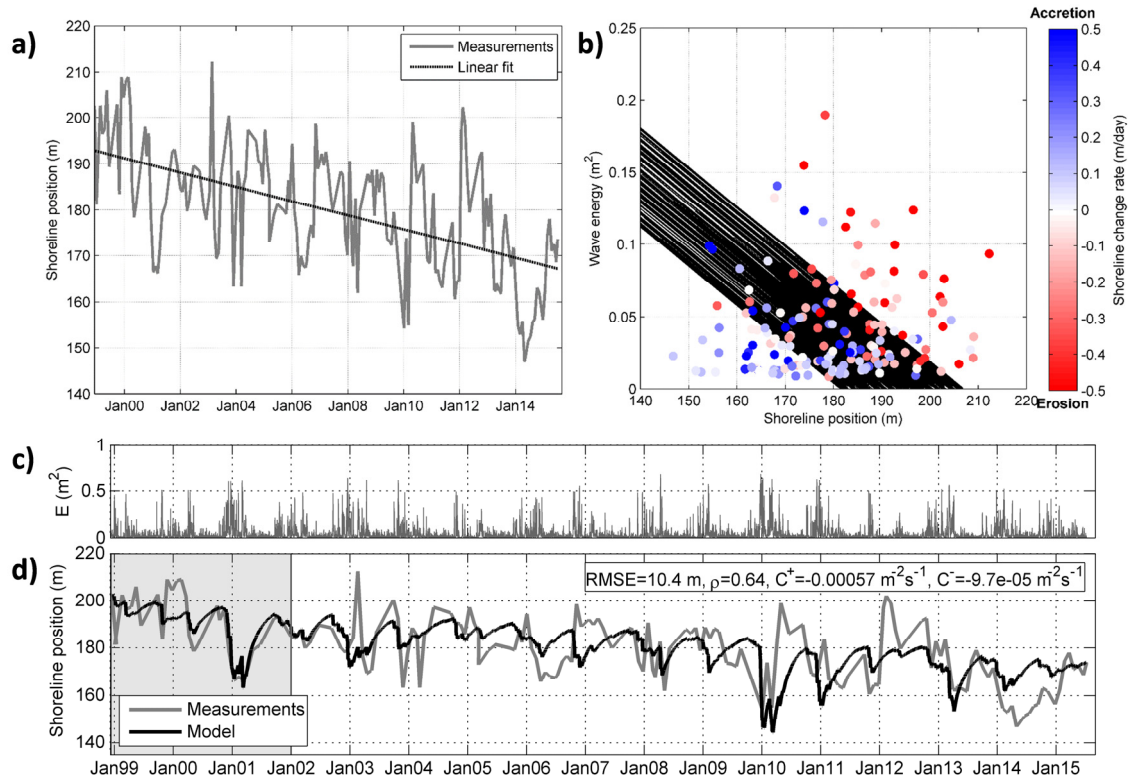 a)
220
210
200
190
180
170
160
150
140
Shoreline position (m)
Measurements
Linear fit
Jan00
Jan02
Jan04
Jan06
Jan08
Jan10
Jan12
Jan14
b)
0.25
0.2
0.15
0.1
0.05
0
Wave energy (m²)
140
150
160
170
180
190
200
210
220
Shoreline position (m)
Accretion
0.5
0.4
0.3
0.2
0.1
0
-0.1
-0.2
-0.3
-0.4
-0.5
Erosion
Shoreline change rate (m/day)
c)
1
0.5
0
E (m²)
d)
220
200
180
160
140
Shoreline position (m)
RMSE=10.4 m, ρ=0.64, C⁺=-0.00057 m²s⁻¹, C⁻=-9.7e-05 m²s⁻¹
Measurements
Model
Jan99
Jan00
Jan01
Jan02
Jan03
Jan04
Jan05
Jan06
Jan07
Jan08
Jan09
Jan10
Jan11
Jan12
Jan13
Jan14
Jan15